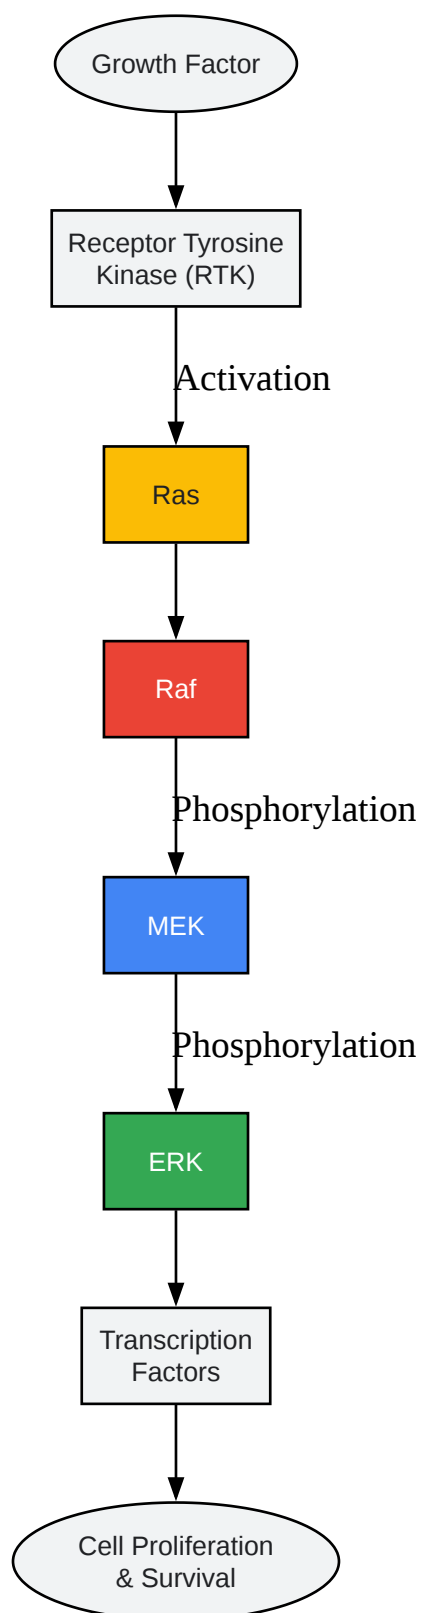 Growth Factor
Receptor Tyrosine
Kinase (RTK)
Activation
Ras
Raf
Phosphorylation
MEK
Phosphorylation
ERK
Transcription
Factors
Cell Proliferation
& Survival